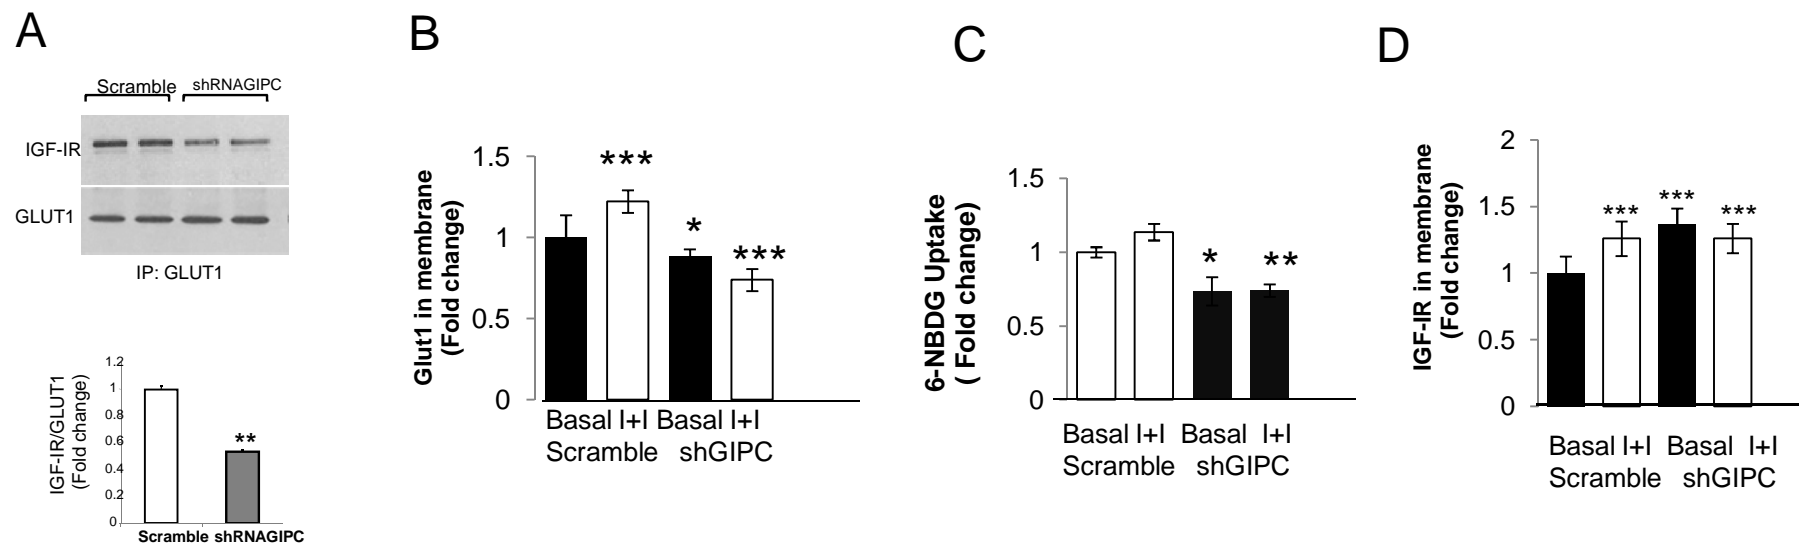 A
Scramble shRNAGIPC
IGF-IR
GLUT1
IP: GLUT1
IGF-IR/GLUT1
(Fold change)
1.2
1
0.8
0.6
0.4
0.2
0
**
Scramble shRNAGIPC
B
Glut1 in membrane
(Fold change)
1.5
1
0.5
0
***
*
***
Basal I+I Basal I+I
Scramble shGIPC
C
6-NBDG Uptake
( Fold change)
1.5
1
0.5
0
*
**
Basal I+I Basal I+I
Scramble shGIPC
D
IGF-IR in membrane
(Fold change)
2
1.5
1
0.5
0
***
***
***
Basal I+I Basal I+I
Scramble shGIPC